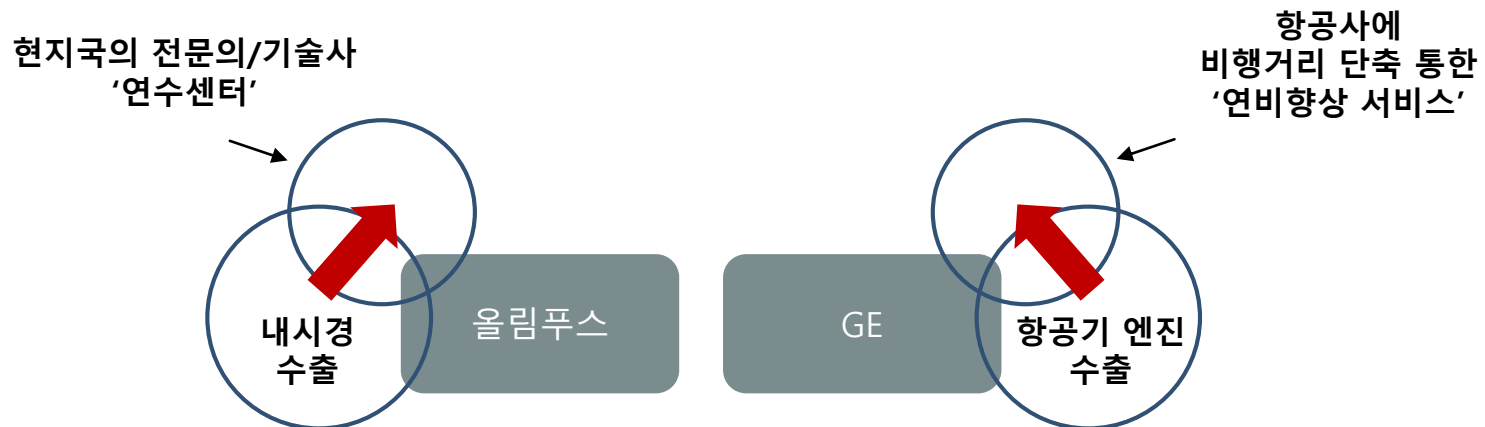 현지국의 전문의/기술사
‘연수센터’
항공사에
비행거리 단축 통한
‘연비향상 서비스’
내시경
수출
올림푸스
GE
항공기 엔진
수출